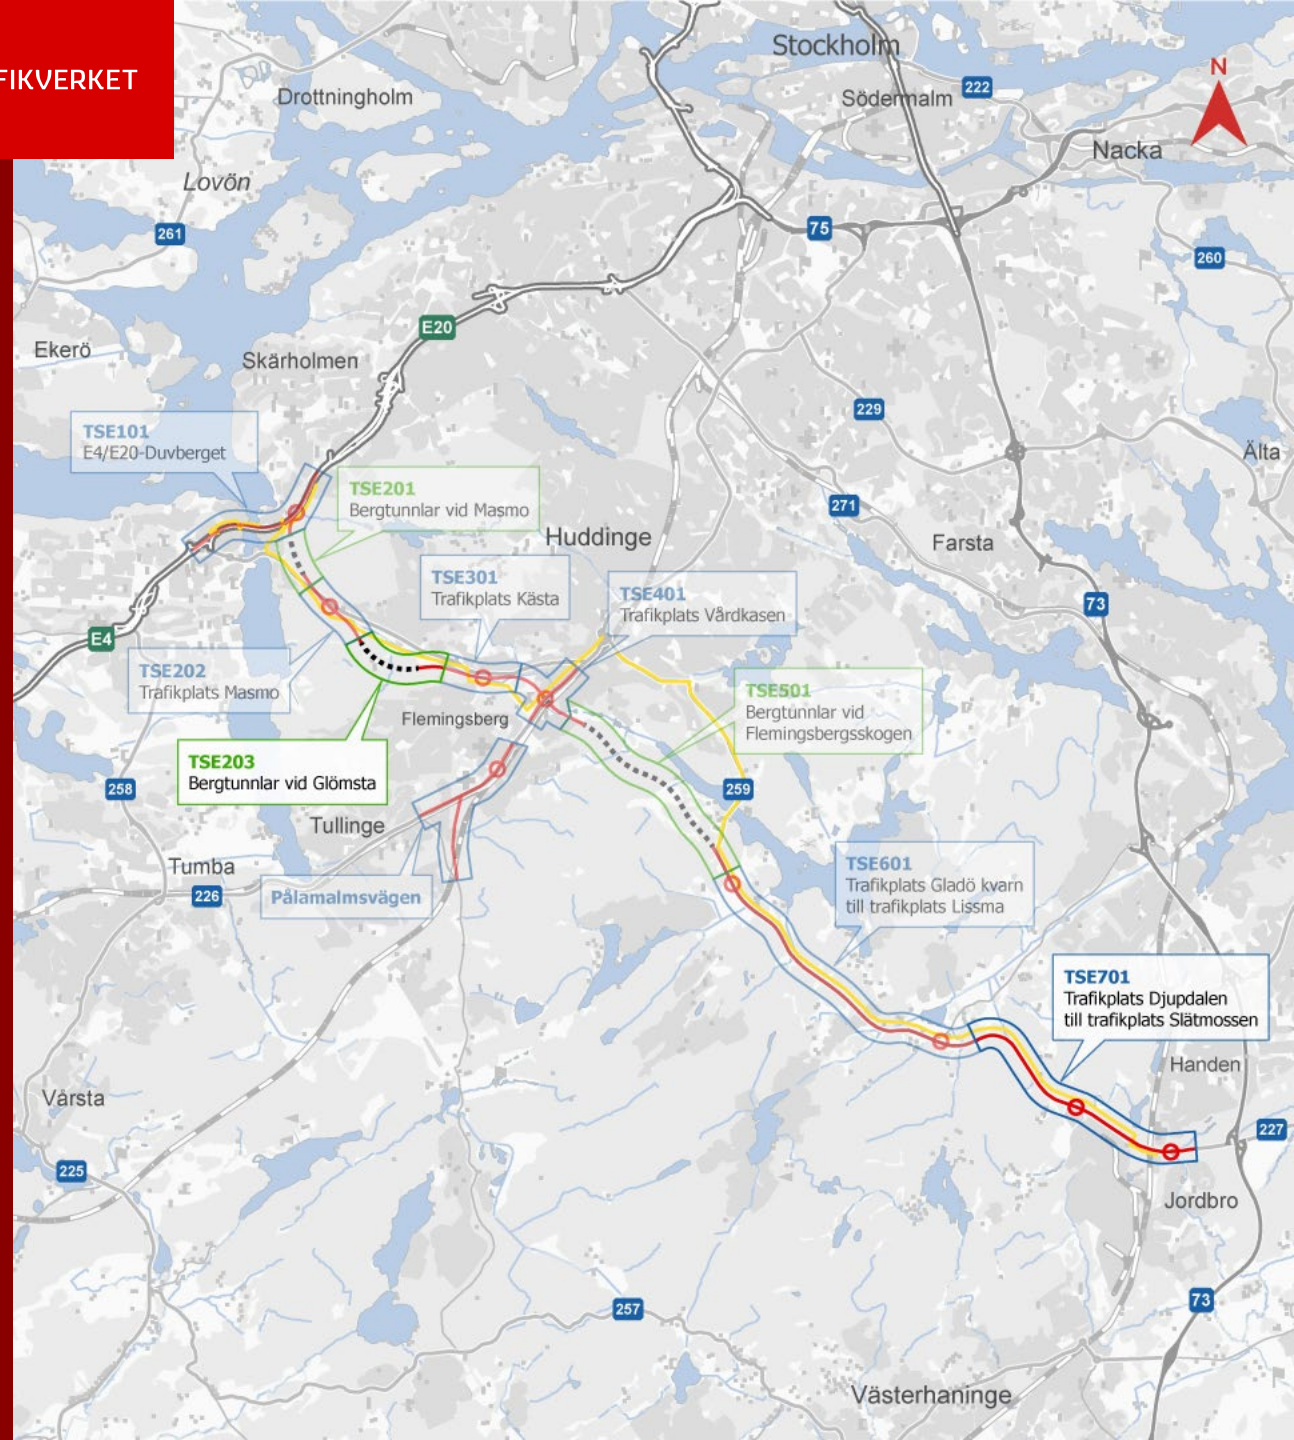 FIKVERKET
Stockholm
N
222
Drottningholm
Södermalm
Nacka
Lovön
261
75
260
E20
Ekerö
Skärholmen
229
TSE101
E4/E20-Duvberget
Älta
TSE201
Bergtunnlar vid Masmo
271
Huddinge
Farsta
TSE301
Trafikplats Kästa
TSE401
Trafikplats Vårdkasen
73
E4
TSE202
Trafikplats Masmo
TSE501
Bergtunnlar vid
Flemingsbergsskogen
Flemingsberg
TSE203
Bergtunnlar vid Glömsta
258
259
Tullinge
Tumba
226
Pålamalmsvägen
TSE601
Trafikplats Gladö kvarn
till trafikplats Lissma
TSE701
Trafikplats Djupdalen
till trafikplats Slätmossen
Handen
Vårsta
227
225
Jordbro
257
73
Västerhaninge